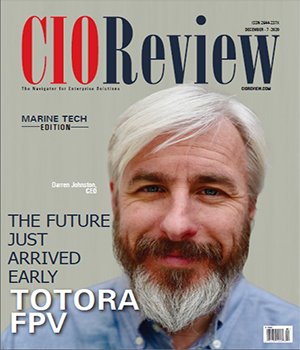 ISSN 2644-237X
DECEMBER - 7 - 2020
CIOReview
The Navigator for Enterprise Solutions
CIOREVIEW.COM
MARINE TECH
EDITION
Darren Johnston,
CEO
THE FUTURE
JUST
ARRIVED
EARLY
TOTORA
FPV